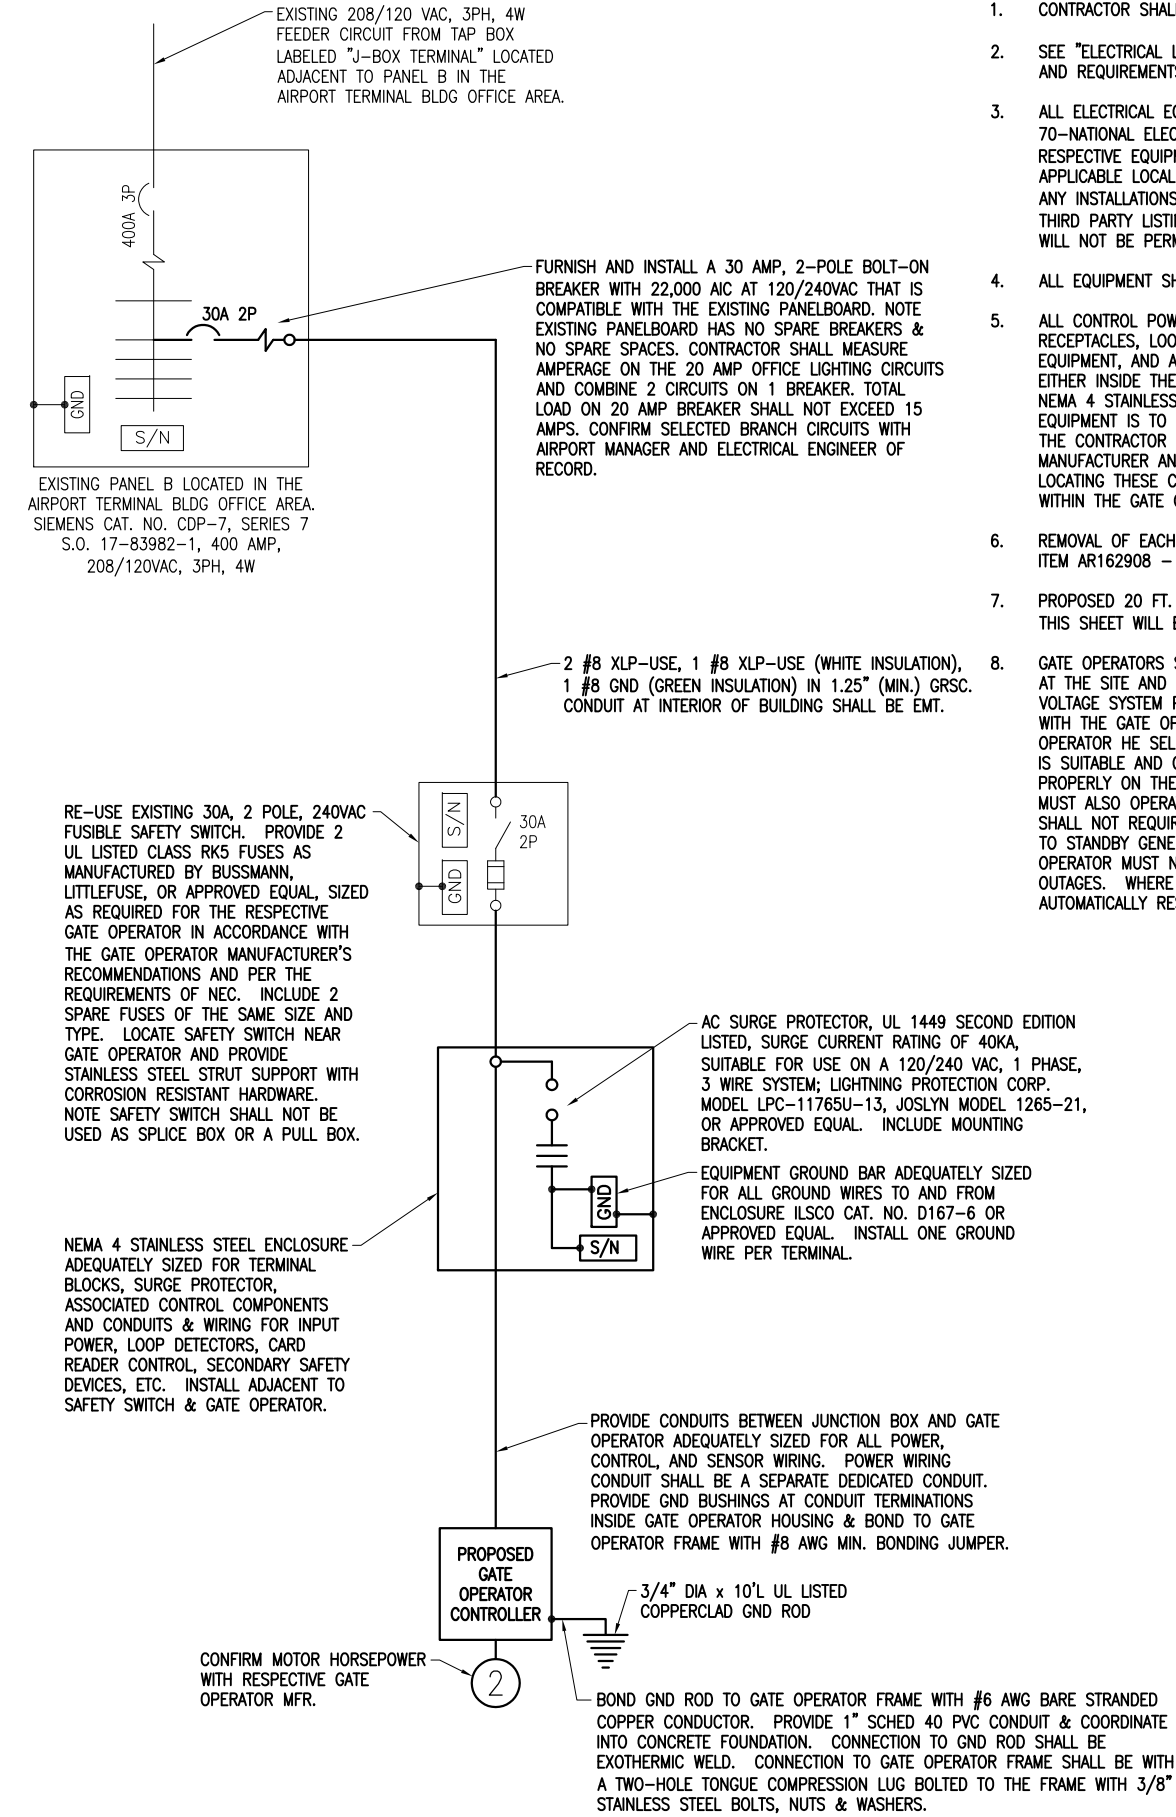 EXISTING 208/120 VAC, 3PH, 4W
FEEDER CIRCUIT FROM TAP BOX
LABELED "J-BOX TERMINAL" LOCATED
ADJACENT TO PANEL B IN THE
AIRPORT TERMINAL BLDG OFFICE AREA.
400A 3P
30A 2P
GND
S/N
EXISTING PANEL B LOCATED IN THE
AIRPORT TERMINAL BLDG OFFICE AREA.
SIEMENS CAT. NO. CDP-7, SERIES 7
S.O. 17-83982-1, 400 AMP,
208/120VAC, 3PH, 4W
FURNISH AND INSTALL A 30 AMP, 2-POLE BOLT-ON
BREAKER WITH 22,000 AIC AT 120/240VAC THAT IS
COMPATIBLE WITH THE EXISTING PANELBOARD. NOTE
EXISTING PANELBOARD HAS NO SPARE BREAKERS &
NO SPARE SPACES. CONTRACTOR SHALL MEASURE
AMPERAGE ON THE 20 AMP OFFICE LIGHTING CIRCUITS
AND COMBINE 2 CIRCUITS ON 1 BREAKER. TOTAL
LOAD ON 20 AMP BREAKER SHALL NOT EXCEED 15
AMPS. CONFIRM SELECTED BRANCH CIRCUITS WITH
AIRPORT MANAGER AND ELECTRICAL ENGINEER OF
RECORD.
2 #8 XLP-USE, 1 #8 XLP-USE (WHITE INSULATION),
1 #8 GND (GREEN INSULATION) IN 1.25" (MIN.) GRSC.
CONDUIT AT INTERIOR OF BUILDING SHALL BE EMT.
RE-USE EXISTING 30A, 2 POLE, 240VAC
FUSIBLE SAFETY SWITCH. PROVIDE 2
UL LISTED CLASS RK5 FUSES AS
MANUFACTURED BY BUSSMANN,
LITTLEFUSE, OR APPROVED EQUAL, SIZED
AS REQUIRED FOR THE RESPECTIVE
GATE OPERATOR IN ACCORDANCE WITH
THE GATE OPERATOR MANUFACTURER'S
RECOMMENDATIONS AND PER THE
REQUIREMENTS OF NEC. INCLUDE 2
SPARE FUSES OF THE SAME SIZE AND
TYPE. LOCATE SAFETY SWITCH NEAR
GATE OPERATOR AND PROVIDE
STAINLESS STEEL STRUT SUPPORT WITH
CORROSION RESISTANT HARDWARE.
NOTE SAFETY SWITCH SHALL NOT BE
USED AS SPLICE BOX OR A PULL BOX.
S/N
GND
30A
2P
AC SURGE PROTECTOR, UL 1449 SECOND EDITION
LISTED, SURGE CURRENT RATING OF 40KA,
SUITABLE FOR USE ON A 120/240 VAC, 1 PHASE,
3 WIRE SYSTEM; LIGHTNING PROTECTION CORP.
MODEL LPC-11765U-13, JOSLYN MODEL 1265-21,
OR APPROVED EQUAL. INCLUDE MOUNTING
BRACKET.
EQUIPMENT GROUND BAR ADEQUATELY SIZED
FOR ALL GROUND WIRES TO AND FROM
ENCLOSURE ILSCO CAT. NO. D167-6 OR
APPROVED EQUAL. INSTALL ONE GROUND
WIRE PER TERMINAL.
GND
S/N
NEMA 4 STAINLESS STEEL ENCLOSURE
ADEQUATELY SIZED FOR TERMINAL
BLOCKS, SURGE PROTECTOR,
ASSOCIATED CONTROL COMPONENTS
AND CONDUITS & WIRING FOR INPUT
POWER, LOOP DETECTORS, CARD
READER CONTROL, SECONDARY SAFETY
DEVICES, ETC. INSTALL ADJACENT TO
SAFETY SWITCH & GATE OPERATOR.
PROVIDE CONDUITS BETWEEN JUNCTION BOX AND GATE
OPERATOR ADEQUATELY SIZED FOR ALL POWER,
CONTROL, AND SENSOR WIRING. POWER WIRING
CONDUIT SHALL BE A SEPARATE DEDICATED CONDUIT.
PROVIDE GND BUSHINGS AT CONDUIT TERMINATIONS
INSIDE GATE OPERATOR HOUSING & BOND TO GATE
OPERATOR FRAME WITH #8 AWG MIN. BONDING JUMPER.
PROPOSED
GATE
OPERATOR
CONTROLLER
3/4" DIA x 10'L UL LISTED
COPPERCLAD GND ROD
CONFIRM MOTOR HORSEPOWER
WITH RESPECTIVE GATE
OPERATOR MFR.
2
BOND GND ROD TO GATE OPERATOR FRAME WITH #6 AWG BARE STRANDED
COPPER CONDUCTOR. PROVIDE 1" SCHED 40 PVC CONDUIT & COORDINATE
INTO CONCRETE FOUNDATION. CONNECTION TO GND ROD SHALL BE
EXOTHERMIC WELD. CONNECTION TO GATE OPERATOR FRAME SHALL BE WITH
A TWO-HOLE TONGUE COMPRESSION LUG BOLTED TO THE FRAME WITH 3/8"
STAINLESS STEEL BOLTS, NUTS & WASHERS.
1. CONTRACTOR
2. SEE "ELECTRICAL
AND
3. ALL ELECTRICAL
70-NATIONAL
RESPECTIVE
APPLICABLE LOCAL
ANY INSTALLATIONS
THIRD PARTY
WILL NOT BE
4. ALL EQUIPMENT
5. ALL CONTROL
RECEPTACLES,
EQUIPMENT, AND
EITHER INSIDE THE
NEMA 4 STAINLESS
EQUIPMENT IS TO
THE CONTRACTOR
MANUFACTURER
LOCATING THESE
WITHIN THE GATE
6. REMOVAL OF EACH
ITEM AR162908 -
7. PROPOSED 20 FT.
THIS SHEET WILL
8. GATE OPERATORS
AT THE SITE AND
VOLTAGE SYSTEM
WITH THE GATE
OPERATOR HE
IS SUITABLE AND
PROPERLY ON THE
MUST ALSO
SHALL NOT
TO STANDBY
OPERATOR MUST
OUTAGES. WHERE
AUTOMATICALLY